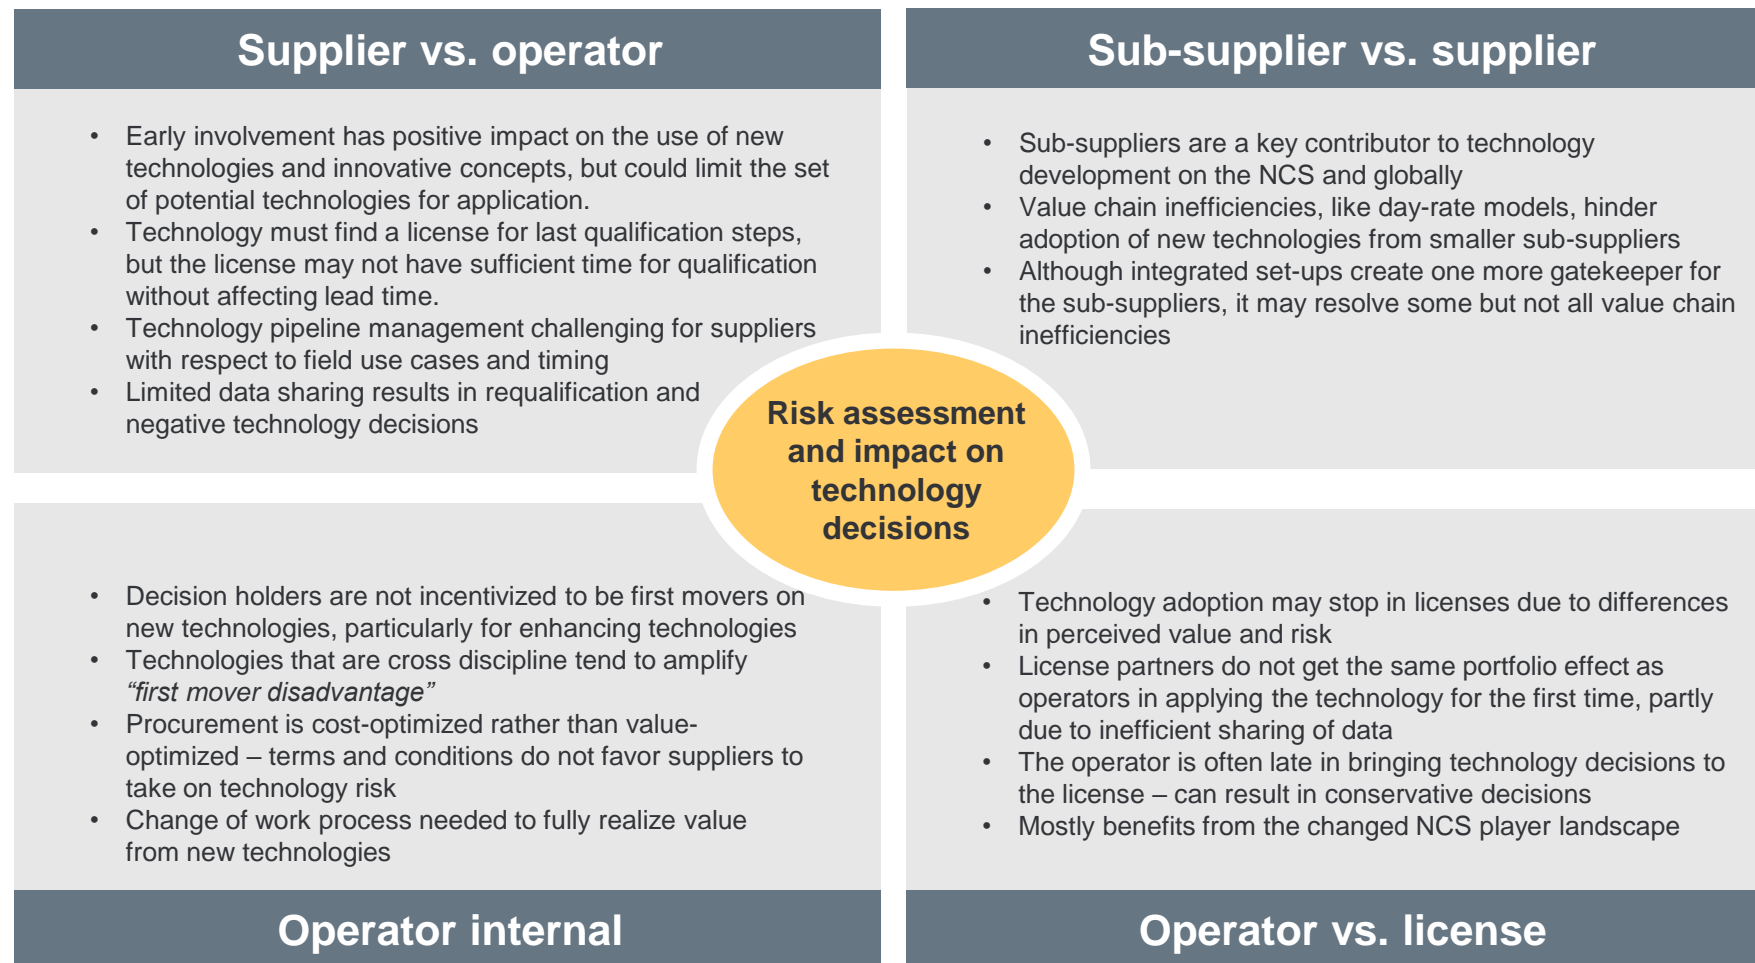 Supplier vs. operator
• Early involvement has positive impact on the use of new
technologies and innovative concepts, but could limit the set
of potential technologies for application.
• Technology must find a license for last qualification steps,
but the license may not have sufficient time for qualification
without affecting lead time.
• Technology pipeline management challenging for suppliers
with respect to field use cases and timing
• Limited data sharing results in requalification and
negative technology decisions
Sub-supplier vs. supplier
• Sub-suppliers are a key contributor to technology
development on the NCS and globally
• Value chain inefficiencies, like day-rate models, hinder
adoption of new technologies from smaller sub-suppliers
• Although integrated set-ups create one more gatekeeper for
the sub-suppliers, it may resolve some but not all value chain
inefficiencies
Risk assessment
and impact on
technology
decisions
• Decision holders are not incentivized to be first movers on
new technologies, particularly for enhancing technologies
• Technologies that are cross discipline tend to amplify
“first mover disadvantage”
• Procurement is cost-optimized rather than value-
optimized – terms and conditions do not favor suppliers to
take on technology risk
• Change of work process needed to fully realize value
from new technologies
Operator internal
• Technology adoption may stop in licenses due to differences
in perceived value and risk
• License partners do not get the same portfolio effect as
operators in applying the technology for the first time, partly
due to inefficient sharing of data
• The operator is often late in bringing technology decisions to
the license – can result in conservative decisions
• Mostly benefits from the changed NCS player landscape
Operator vs. license